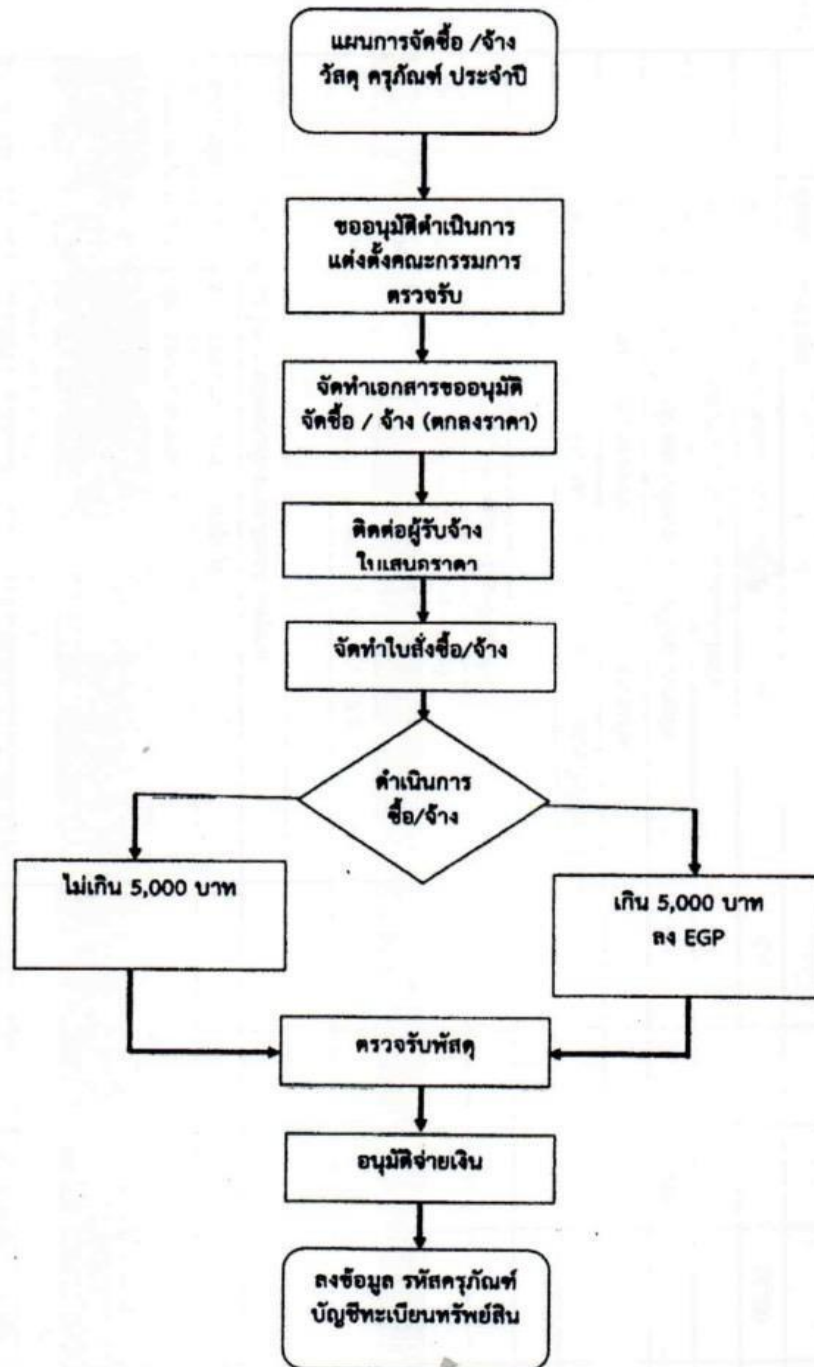 แผนการจัดซื้อ /จ้าง
วัสดุ ครุภัณฑ์ ประจำปี
ขออนุมัติดำเนินการ
แต่งตั้งคณะกรรมการ
ตรวจรับ
จัดทำเอกสารขออนุมัติ
จัดซื้อ / จ้าง (ตกลงราคา)
ติดต่อผู้รับจ้าง
ใบเสนอราคา
จัดทำใบสั่งซื้อ/จ้าง
ดำเนินการ
ซื้อ/จ้าง
ไม่เกิน 5,000 บาท
เกิน 5,000 บาท
ลง EGP
ตรวจรับพัสดุ
อนุมัติจ่ายเงิน
ลงข้อมูล รหัสครุภัณฑ์
บัญชีทะเบียนทรัพย์สิน